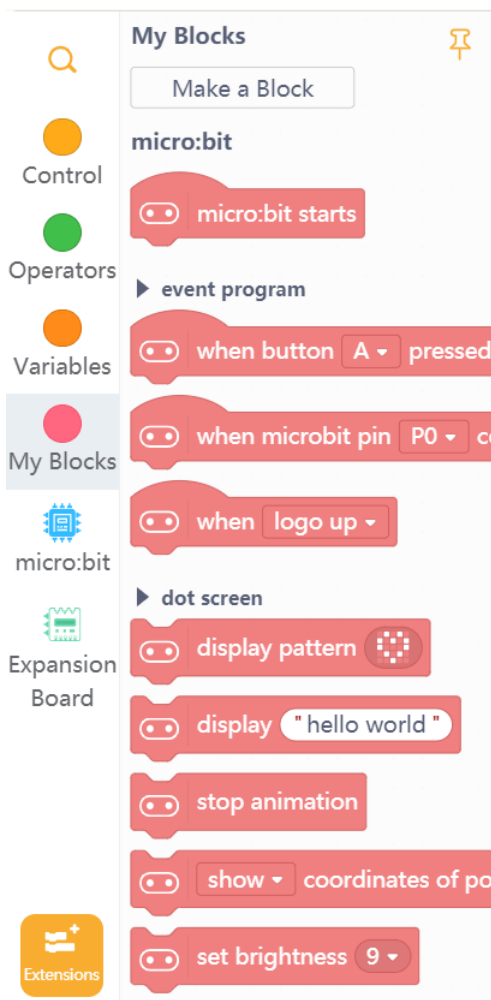 My Blocks
Make a Block
micro:bit
Control
micro:bit starts
Operators
event program
Variables
when button A pressed
My Blocks
when microbit pin P0
micro:bit
when logo up
dot screen
Expansion
Board
display pattern
display "hello world"
stop animation
show coordinates of po
Extensions
set brightness 9